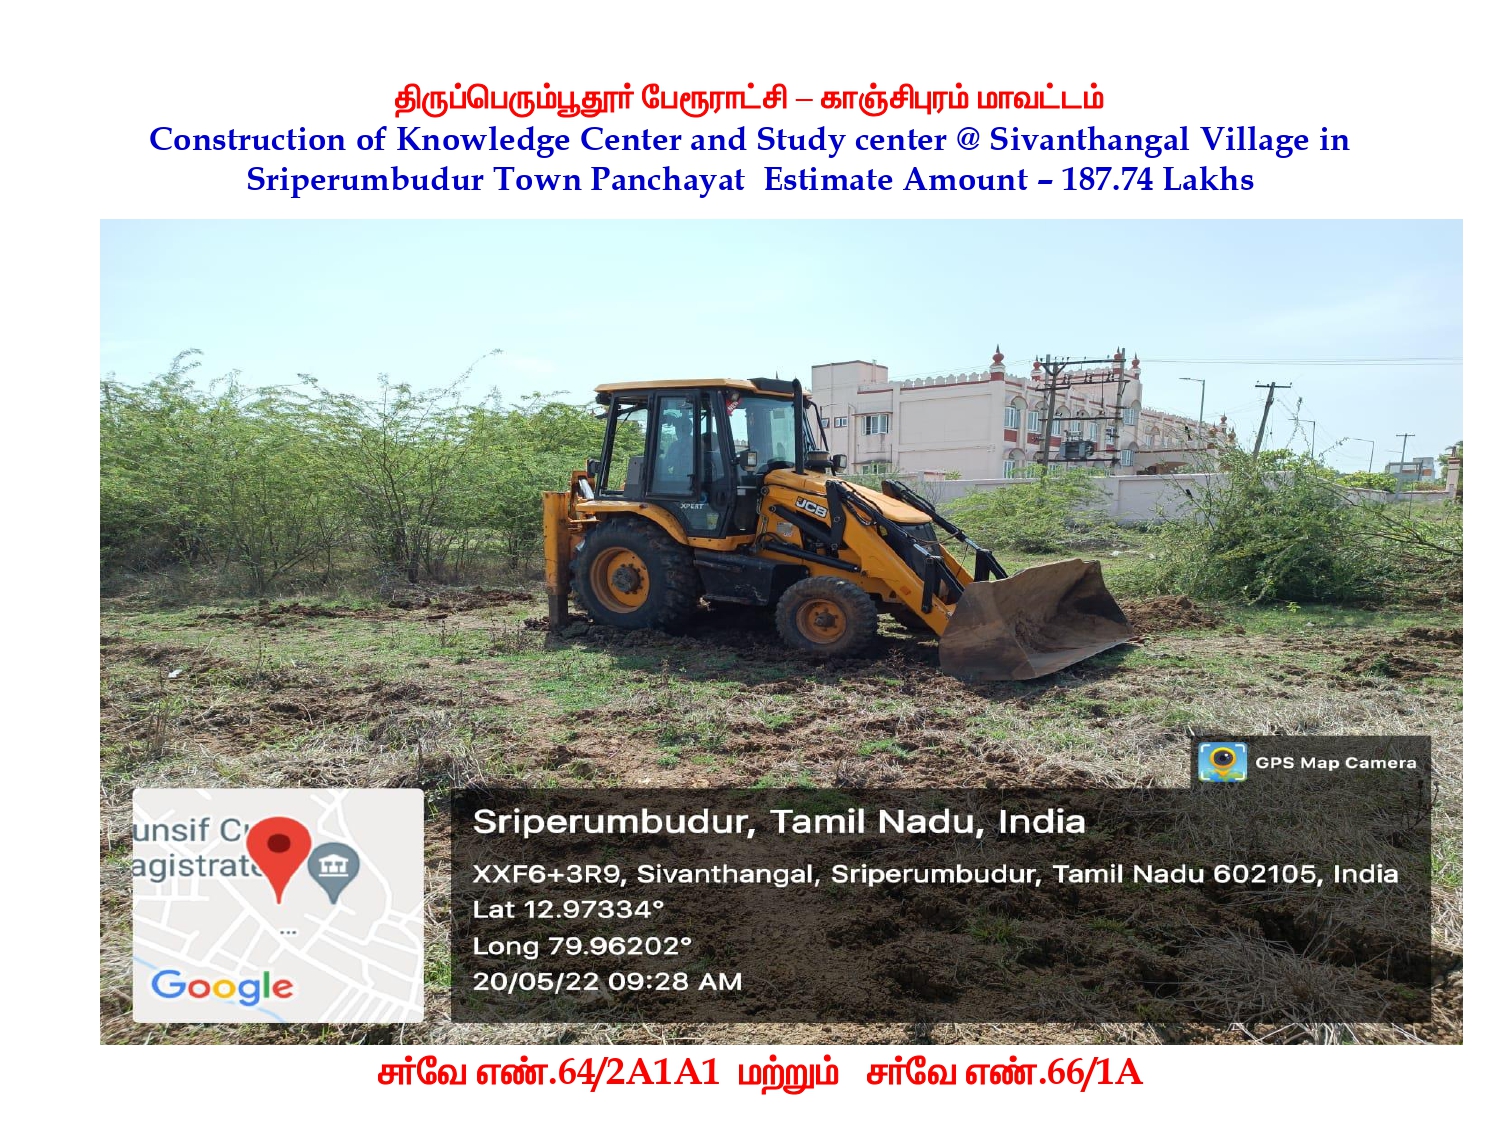 திருப்பெரும்பூதூர் பேரூராட்சி – காஞ்சிபுரம் மாவட்டம்
Construction of Knowledge Center and Study center @ Sivanthangal Village in
Sriperumbudur Town Panchayat Estimate Amount – 187.74 Lakhs
JCB
XPERT
GPS Map Camera
unsif C
agistrate
Google
Sriperumbudur, Tamil Nadu, India
XXF6+3R9, Sivanthangal, Sriperumbudur, Tamil Nadu 602105, India
Lat 12.97334°
Long 79.96202°
20/05/22 09:28 AM
சர்வே எண்.64/2A1A1 மற்றும் சர்வே எண்.66/1A